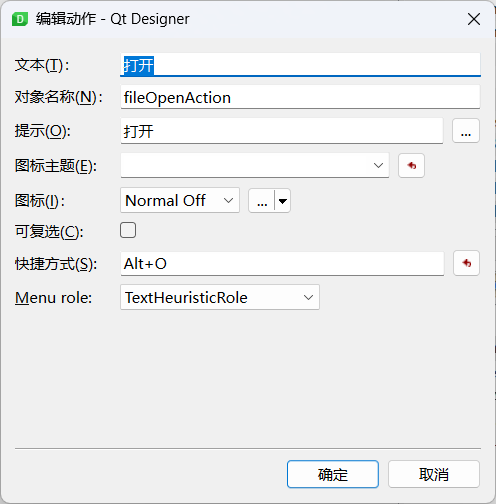 编辑动作 - Qt Designer
文本(T)： 打开
对象名称(N)： fileOpenAction
提示(O)： 打开 ...
图标主题(E)：
图标(I)： Normal Off ...
可复选(C)：
快捷方式(S)： Alt+O
Menu role: TextHeuristicRole
确定 取消